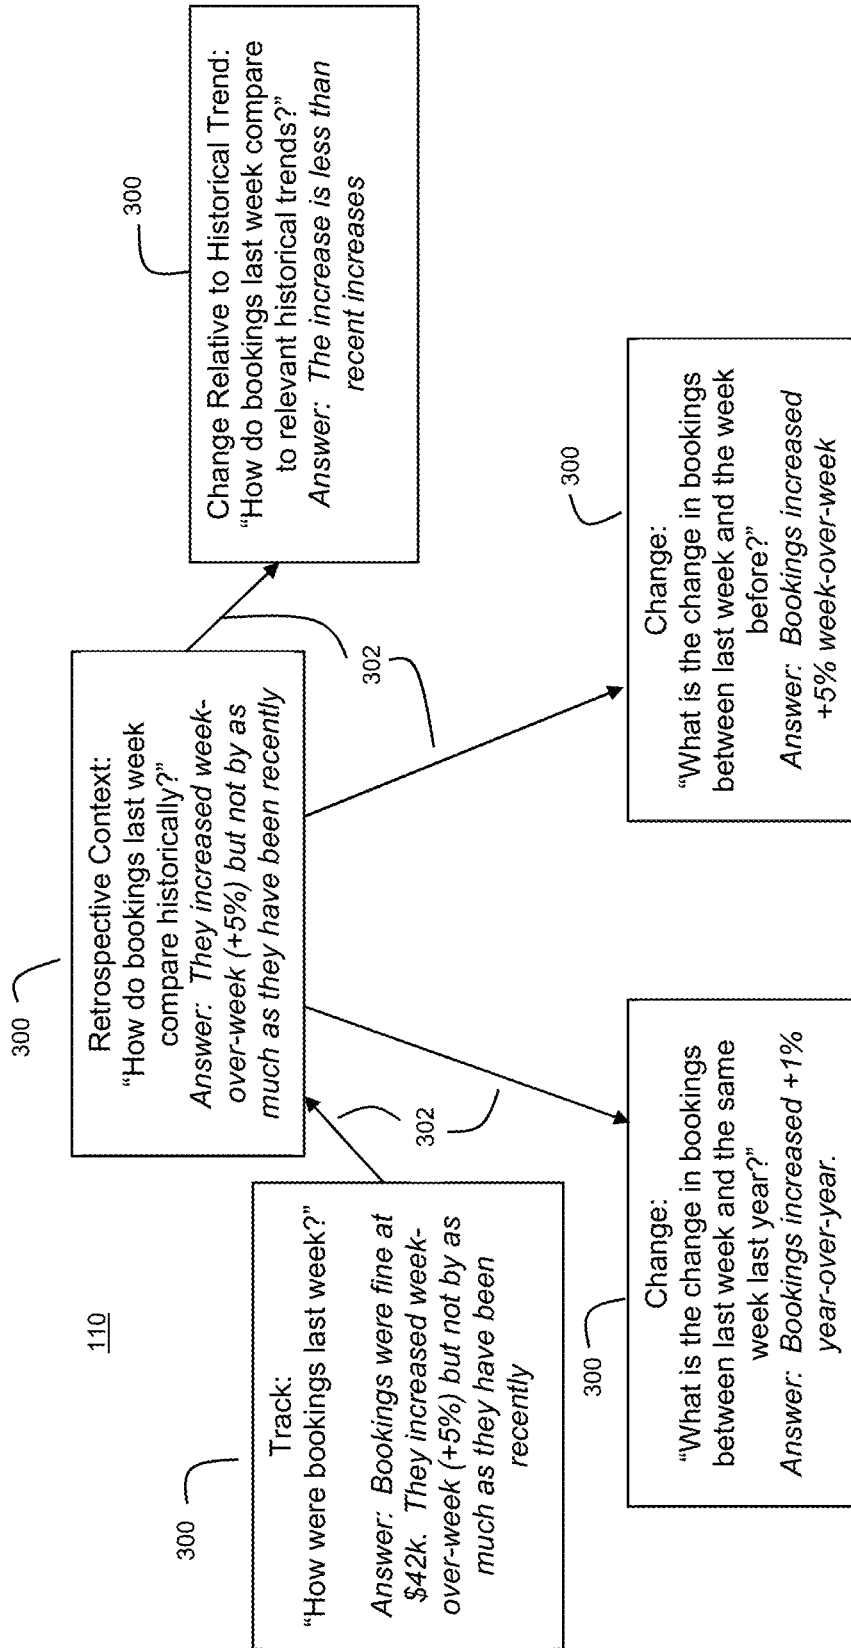 110
300
Track:
“How were bookings last week?”
Answer: Bookings were fine at
$42k. They increased week-
over-week (+5%) but not by as
much as they have been
recently
302
300
Retrospective Context:
“How do bookings last week
compare historically?”
Answer: They increased week-
over-week (+5%) but not by as
much as they have been recently
302
300
Change Relative to Historical Trend:
“How do bookings last week compare
to relevant historical trends?”
Answer: The increase is less than
recent increases
300
Change:
“What is the change in bookings
between last week and the same
week last year?”
Answer: Bookings increased +1%
year-over-year.
300
Change:
“What is the change in bookings
between last week and the week
before?”
Answer: Bookings increased
+5% week-over-week